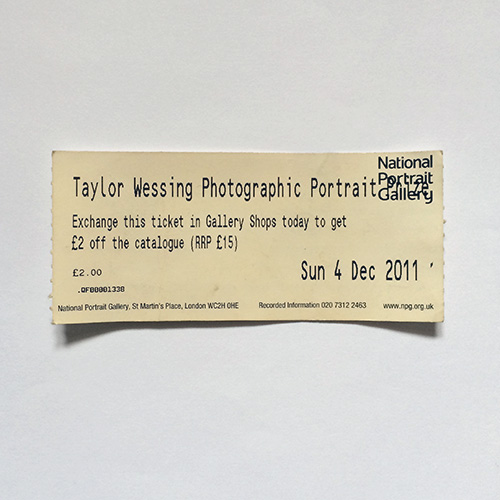 National
Portrait
Gallery
Taylor Wessing Photographic Portrait Prize
Exchange this ticket in Gallery Shops today to get
£2 off the catalogue (RRP £15)
£2.00
Sun 4 Dec 2011
.QF00001338
National Portrait Gallery, St Martin's Place, London WC2H 0HE Recorded Information 020 7312 2463 www.npg.org.uk